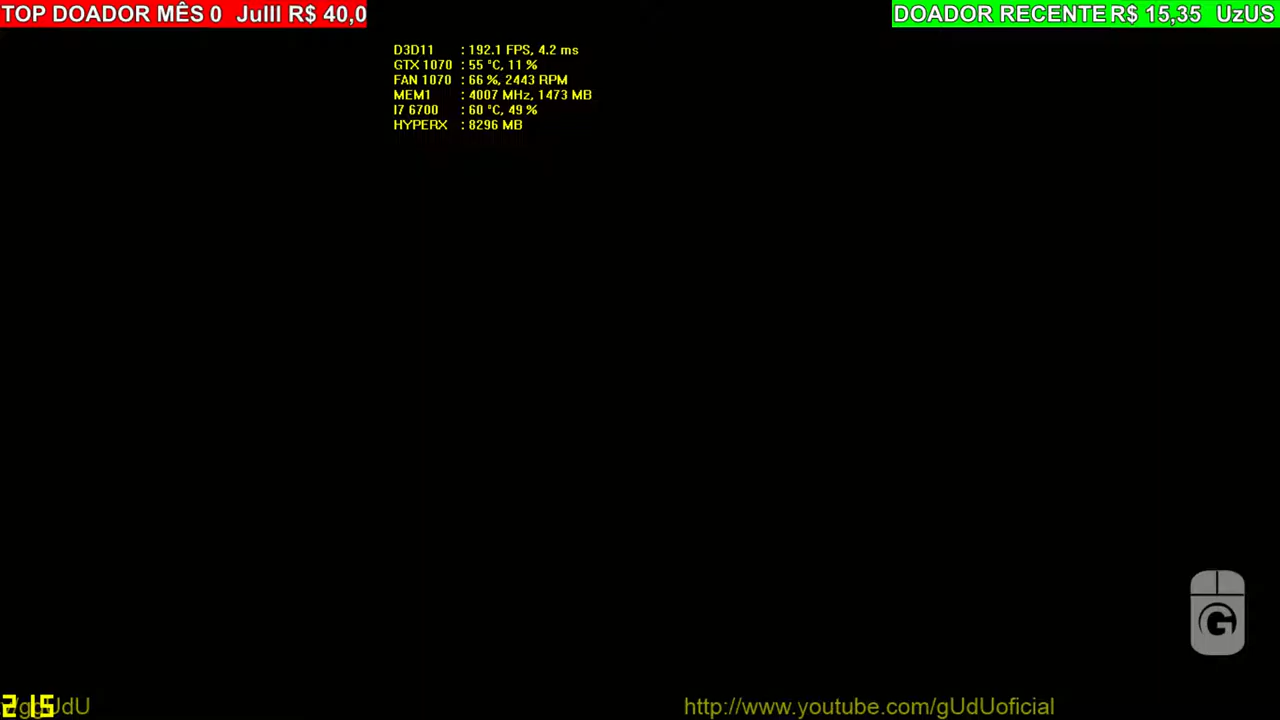 TOP DOADOR MÊS 0 Julll R$ 40,0
DOADOR RECENTE R$ 15,35 UzUS
D3D11 : 192.1 FPS, 4.2 ms
GTX 1070 : 55 °C, 11 %
FAN 1070 : 66 %, 2443 RPM
MEM1 : 4007 MHz, 1473 MB
I7 6700 : 60 °C, 49 %
HYPERX : 8296 MB
G
215
gUdU
http://www.youtube.com/gUdUoficial